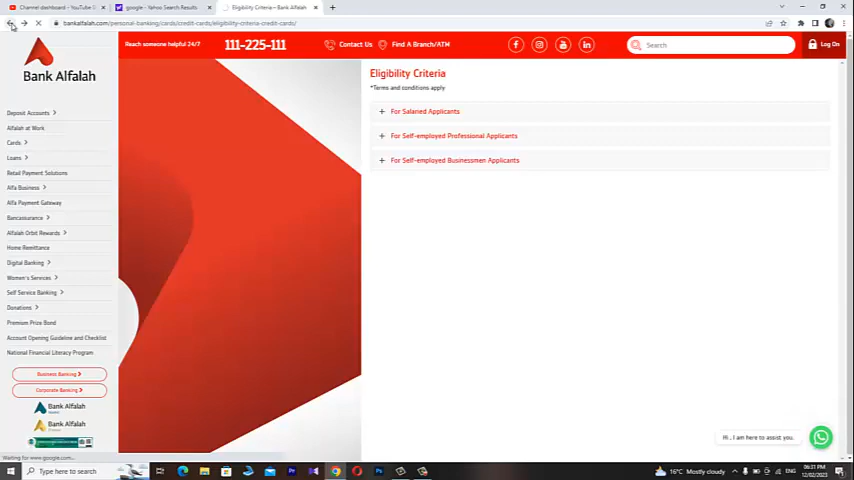 Channel dashboard - YouTube S
google - Yahoo Search Results
Eligibility Criteria – Bank Alfalah
bankalfalah.com/personal-banking/cards/credit-cards/eligibility-criteria-credit-cards/
Bank Alfalah
Reach someone helpful 24/7
111-225-111
Contact Us
Find A Branch/ATM
Search
Log On
Deposit Accounts
Alfalah at Work
Cards
Loans
Retail Payment Solutions
Alfa Business
Alfa Payment Gateway
Bancassurance
Alfalah Orbit Rewards
Home Remittance
Digital Banking
Women's Services
Self Service Banking
Donations
Premium Prize Bond
Account Opening Guideline and Checklist
National Financial Literacy Program
Business Banking
Corporate Banking
Bank Alfalah
Bank Alfalah
Eligibility Criteria
*Terms and conditions apply
+ For Salaried Applicants
+ For Self-employed Professional Applicants
+ For Self-employed Businessmen Applicants
Hi.. I am here to assist you.
Waiting for www.google.com...
Type here to search
16°C Mostly cloudy
ENG
06:31 PM
12/02/2023